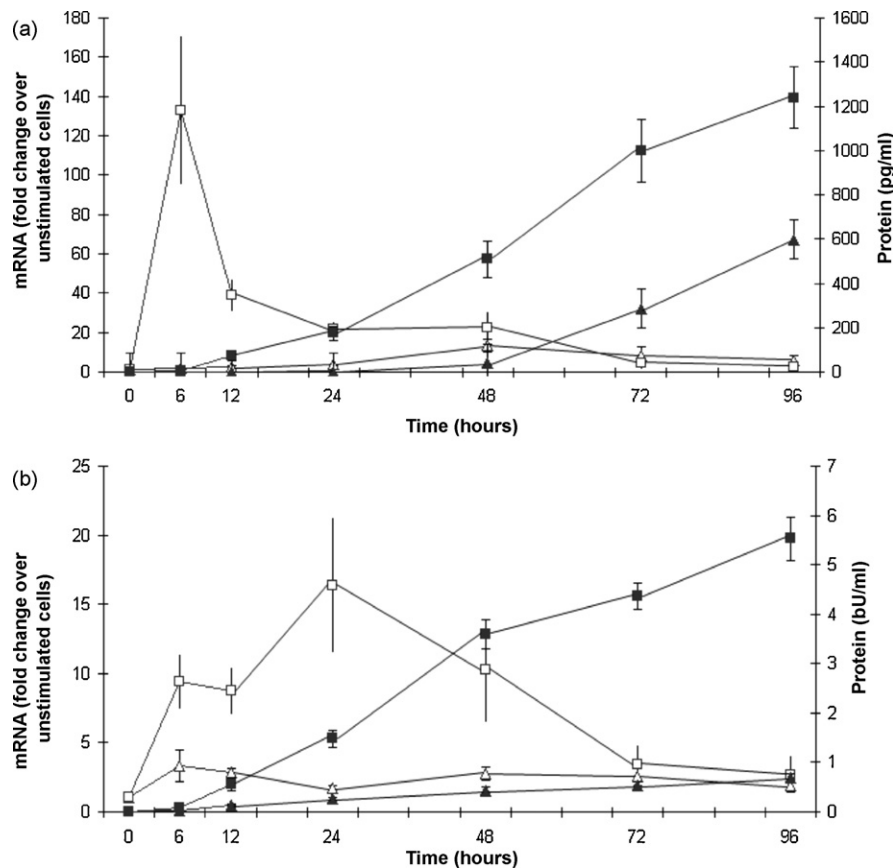 (a)
mRNA (fold change over
unstimulated cells)
180
160
140
120
100
80
60
40
20
0
1600
1400
1200
1000
800
600
400
200
0
Protein (pg/ml)
0 6 12 24 48 72 96
Time (hours)
(b)
mRNA (fold change over
unstimulated cells)
25
20
15
10
5
0
7
6
5
4
3
2
1
0
Protein (bU/ml)
0 6 12 24 48 72 96
Time (hours)